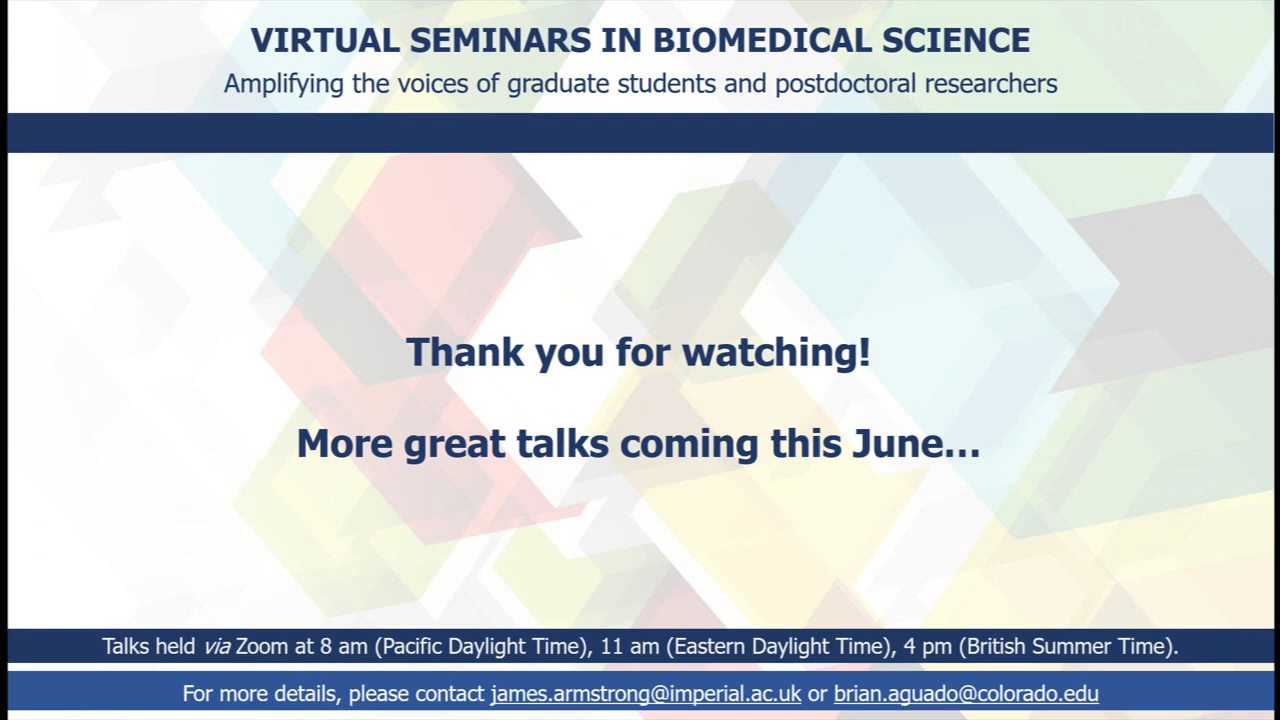 VIRTUAL SEMINARS IN BIOMEDICAL SCIENCE
Amplifying the voices of graduate students and postdoctoral researchers
Thank you for watching!
More great talks coming this June...
Talks held via Zoom at 8 am (Pacific Daylight Time), 11 am (Eastern Daylight Time), 4 pm (British Summer Time).
For more details, please contact james.armstrong@imperial.ac.uk or brian.aguado@colorado.edu